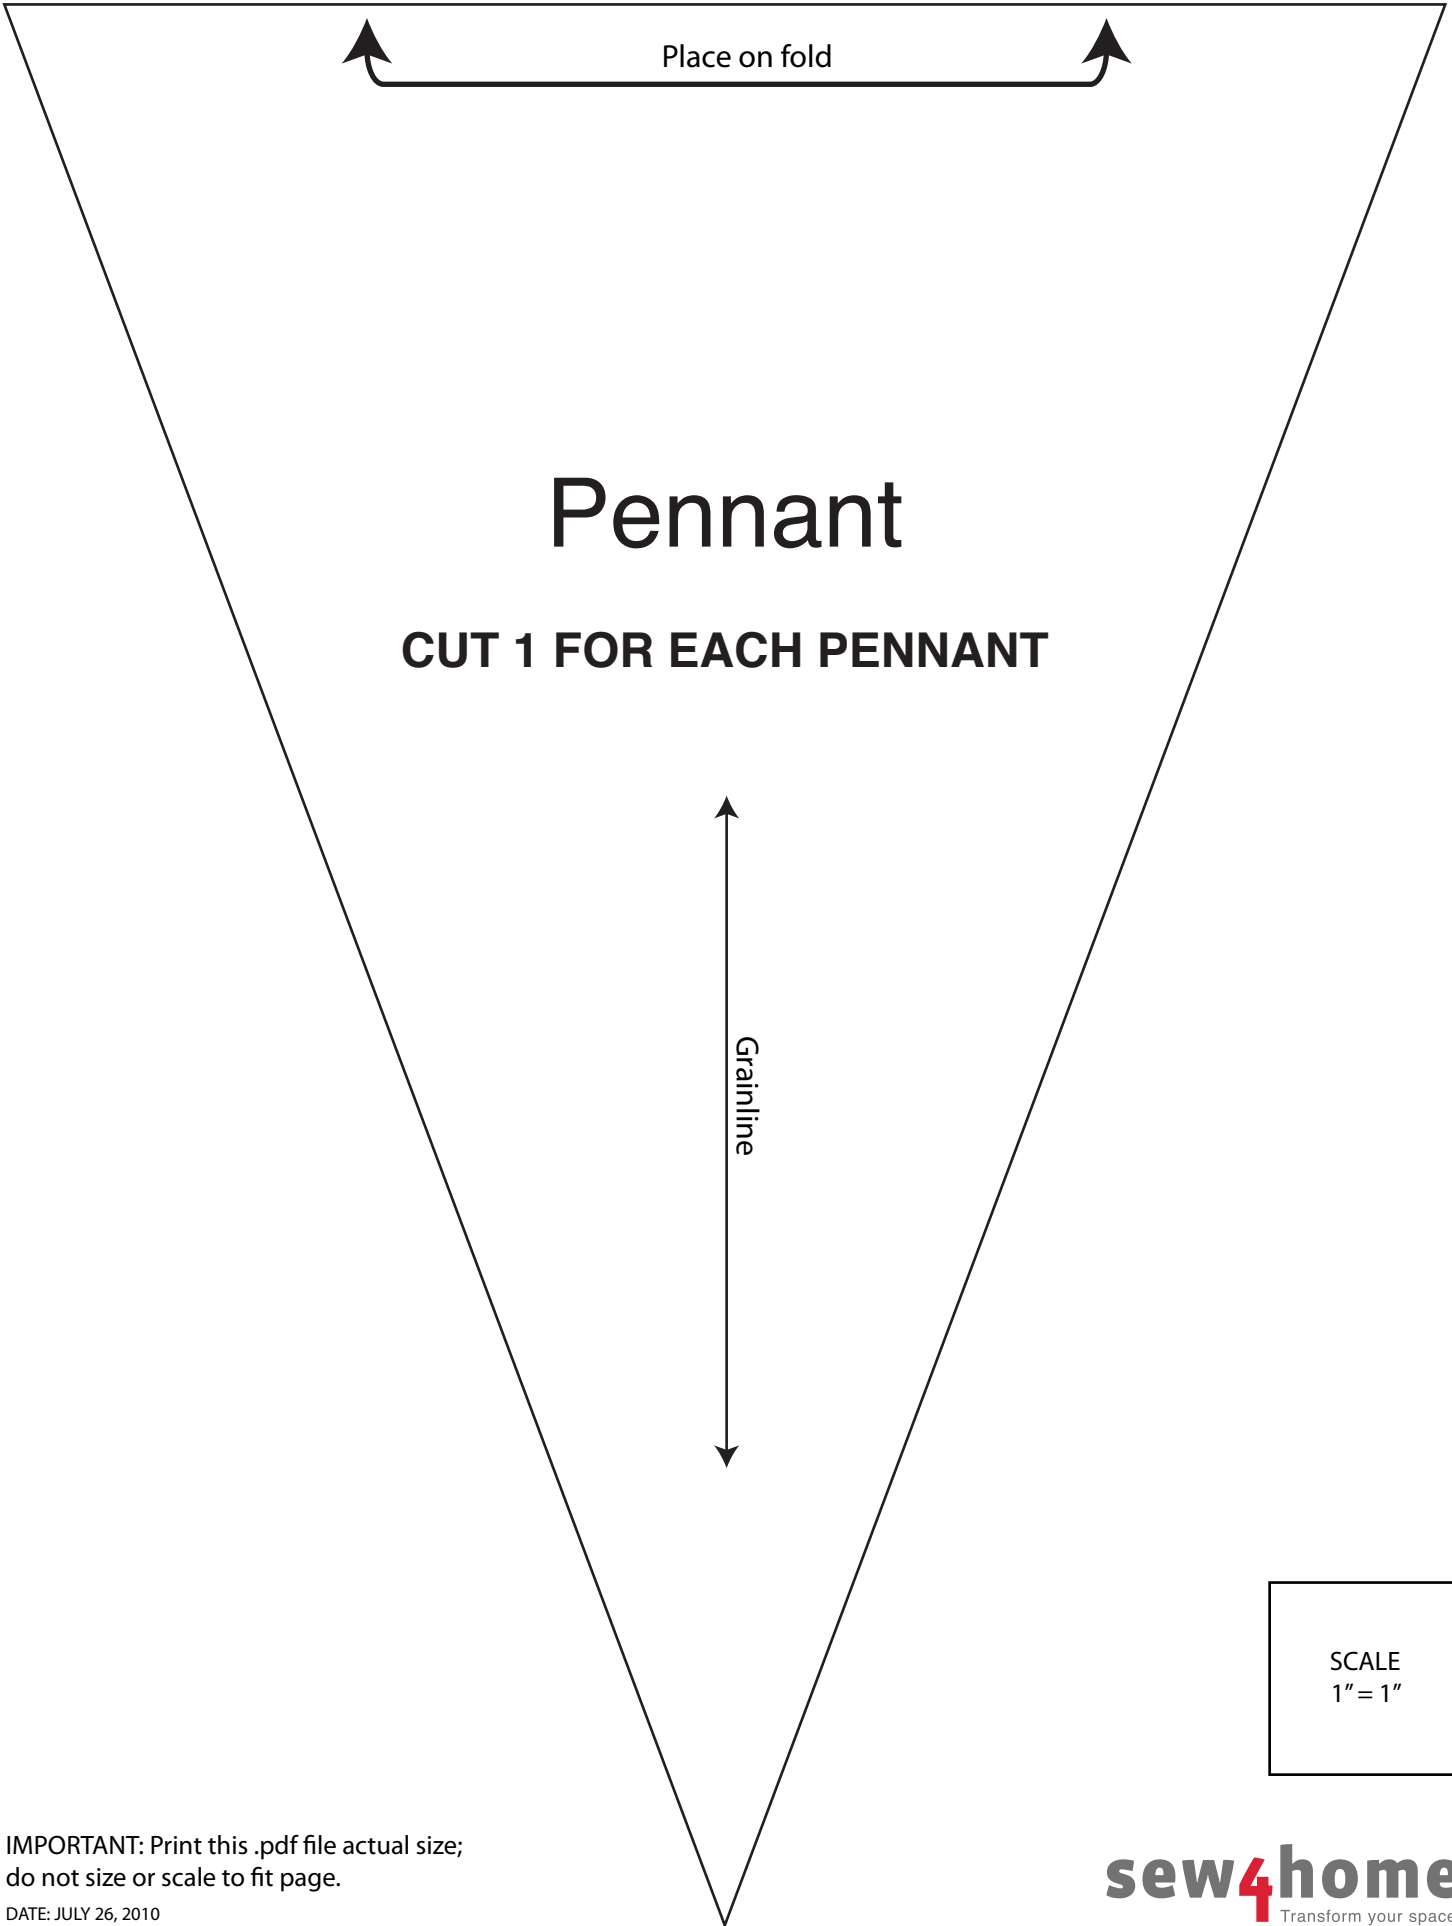 Place on fold
Pennant
CUT 1 FOR EACH PENNANT
Grainline
SCALE
1” = 1”
IMPORTANT: Print this .pdf file actual size;
do not size or scale to fit page.
DATE: JULY 26, 2010
sew4home
Transform your space